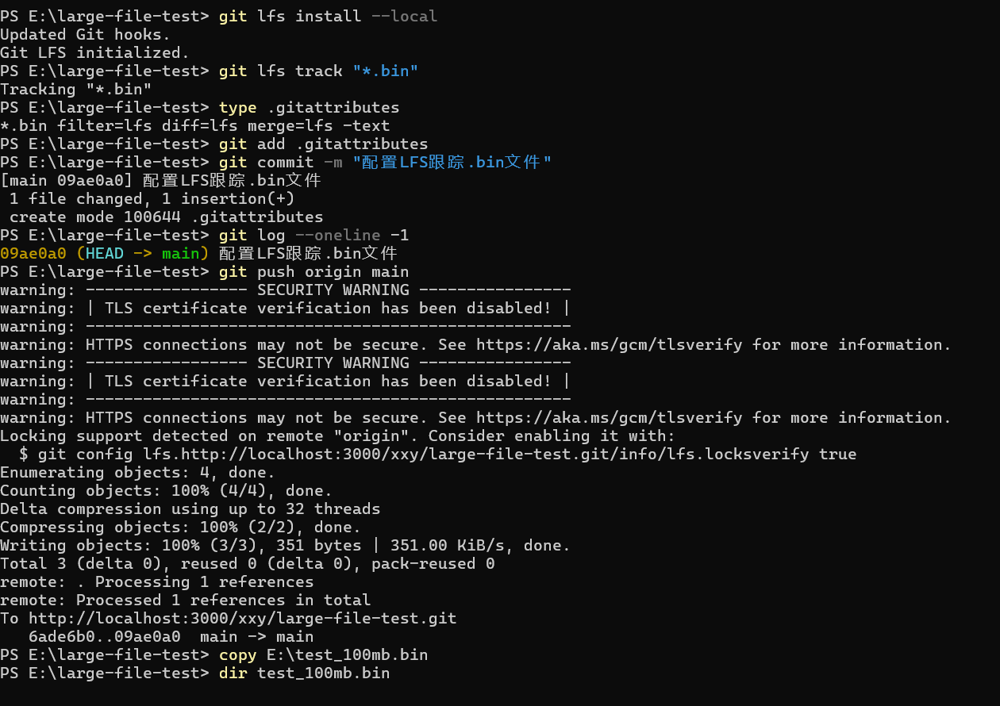 PS E:\large-file-test> git lfs install --local
Updated Git hooks.
Git LFS initialized.
PS E:\large-file-test> git lfs track "*.bin"
Tracking "*.bin"
PS E:\large-file-test> type .gitattributes
*.bin filter=lfs diff=lfs merge=lfs -text
PS E:\large-file-test> git add .gitattributes
PS E:\large-file-test> git commit -m "配置LFS跟踪.bin文件"
[main 09ae0a0] 配置LFS跟踪.bin文件
 1 file changed, 1 insertion(+)
 create mode 100644 .gitattributes
PS E:\large-file-test> git log --oneline -1
09ae0a0 (HEAD -> main) 配置LFS跟踪.bin文件
PS E:\large-file-test> git push origin main
warning: ----------------- SECURITY WARNING ----------------
warning: | TLS certificate verification has been disabled! |
warning: ---------------------------------------------------
warning: HTTPS connections may not be secure. See https://aka.ms/gcm/tlsverify for more information.
warning: ----------------- SECURITY WARNING ----------------
warning: | TLS certificate verification has been disabled! |
warning: ---------------------------------------------------
warning: HTTPS connections may not be secure. See https://aka.ms/gcm/tlsverify for more information.
Locking support detected on remote "origin". Consider enabling it with:
  $ git config lfs.http://localhost:3000/xxy/large-file-test.git/info/lfs.locksverify true
Enumerating objects: 4, done.
Counting objects: 100% (4/4), done.
Delta compression using up to 32 threads
Compressing objects: 100% (2/2), done.
Writing objects: 100% (3/3), 351 bytes | 351.00 KiB/s, done.
Total 3 (delta 0), reused 0 (delta 0), pack-reused 0
remote: . Processing 1 references
remote: Processed 1 references in total
To http://localhost:3000/xxy/large-file-test.git
   6ade6b0..09ae0a0  main -> main
PS E:\large-file-test> copy E:\test_100mb.bin
PS E:\large-file-test> dir test_100mb.bin